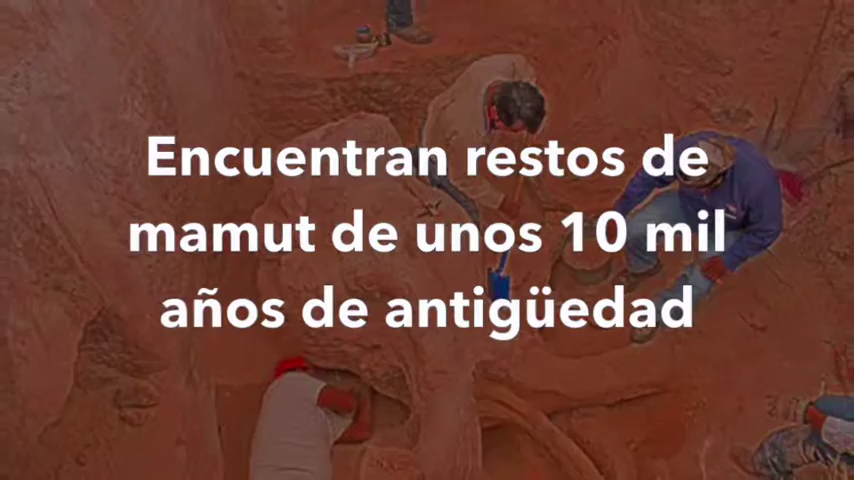 Encuentran restos de
mamut de unos 10 mil
años de antigüedad